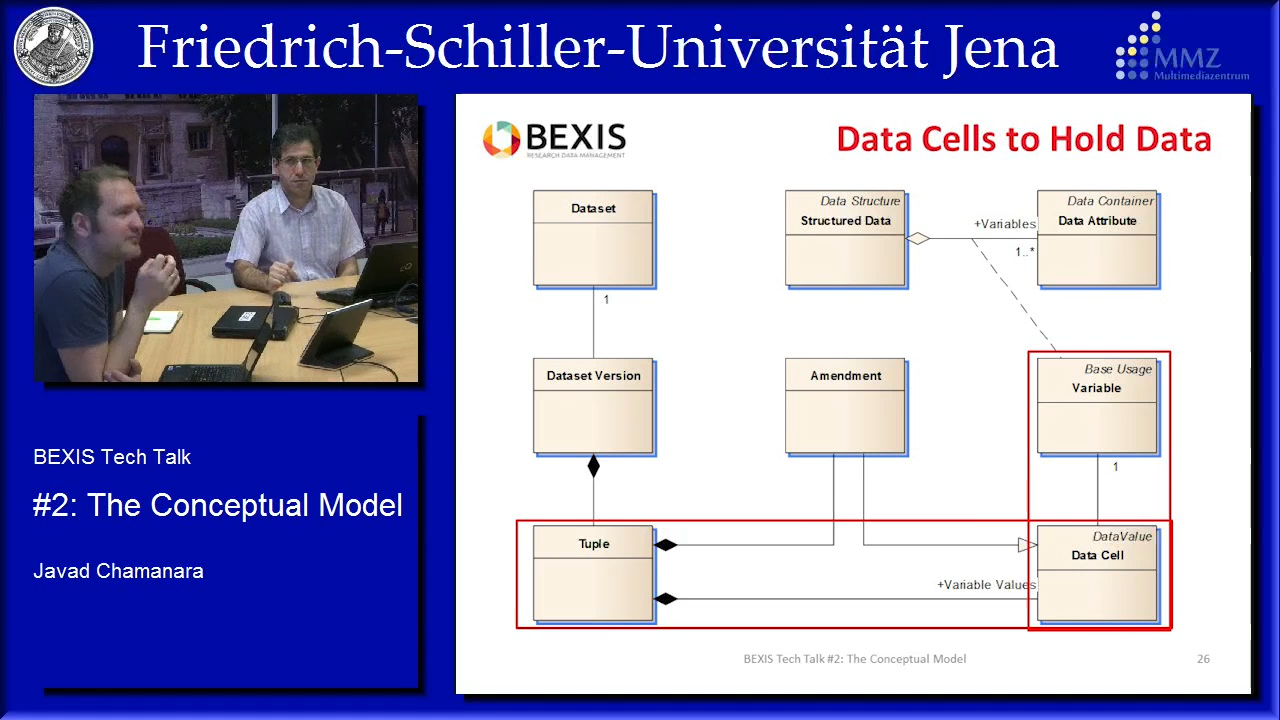 Friedrich-Schiller-Universität Jena
MMZ
Multimediazentrum
BEXIS Tech Talk
#2: The Conceptual Model
Javad Chamanara
BEXIS
RESEARCH DATA MANAGEMENT
Data Cells to Hold Data
Dataset
Data Structure
Structured Data
+Variables
1..*
Data Container
Data Attribute
1
Dataset Version
Amendment
Base Usage
Variable
1
Tuple
DataValue
Data Cell
+Variable Values
BEXIS Tech Talk #2: The Conceptual Model
26